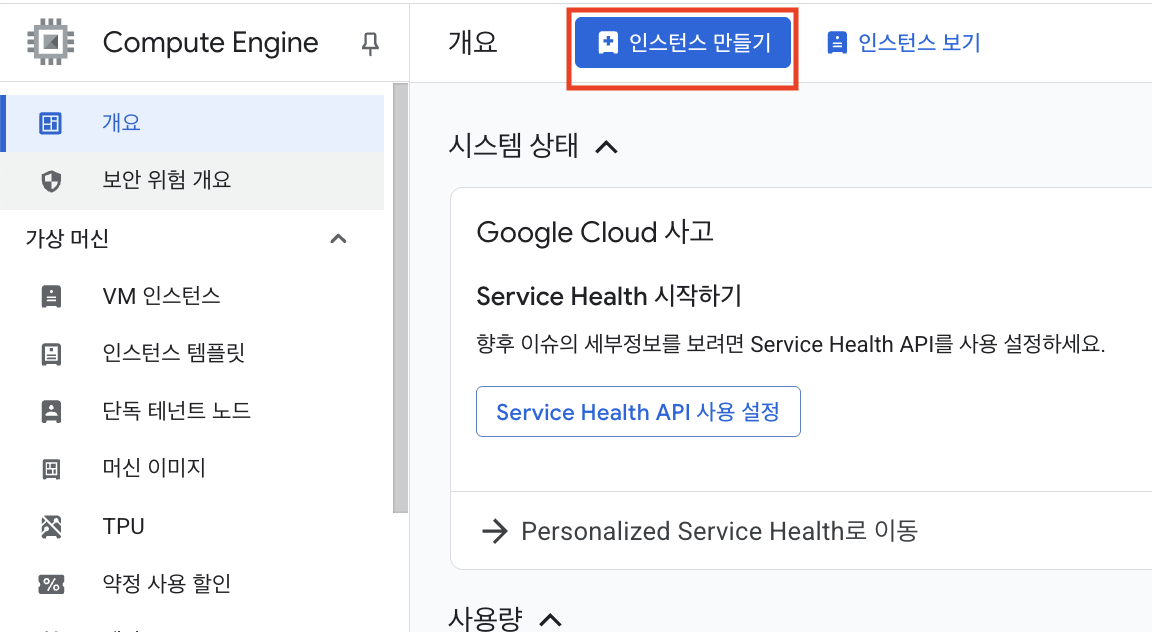 Compute Engine
개요
인스턴스 만들기
인스턴스 보기
개요
보안 위험 개요
가상 머신
VM 인스턴스
인스턴스 템플릿
단독 테넌트 노드
머신 이미지
TPU
약정 사용 할인
시스템 상태
Google Cloud 사고
Service Health 시작하기
향후 이슈의 세부정보를 보려면 Service Health API를 사용 설정하세요.
Service Health API 사용 설정
Personalized Service Health로 이동
사용량